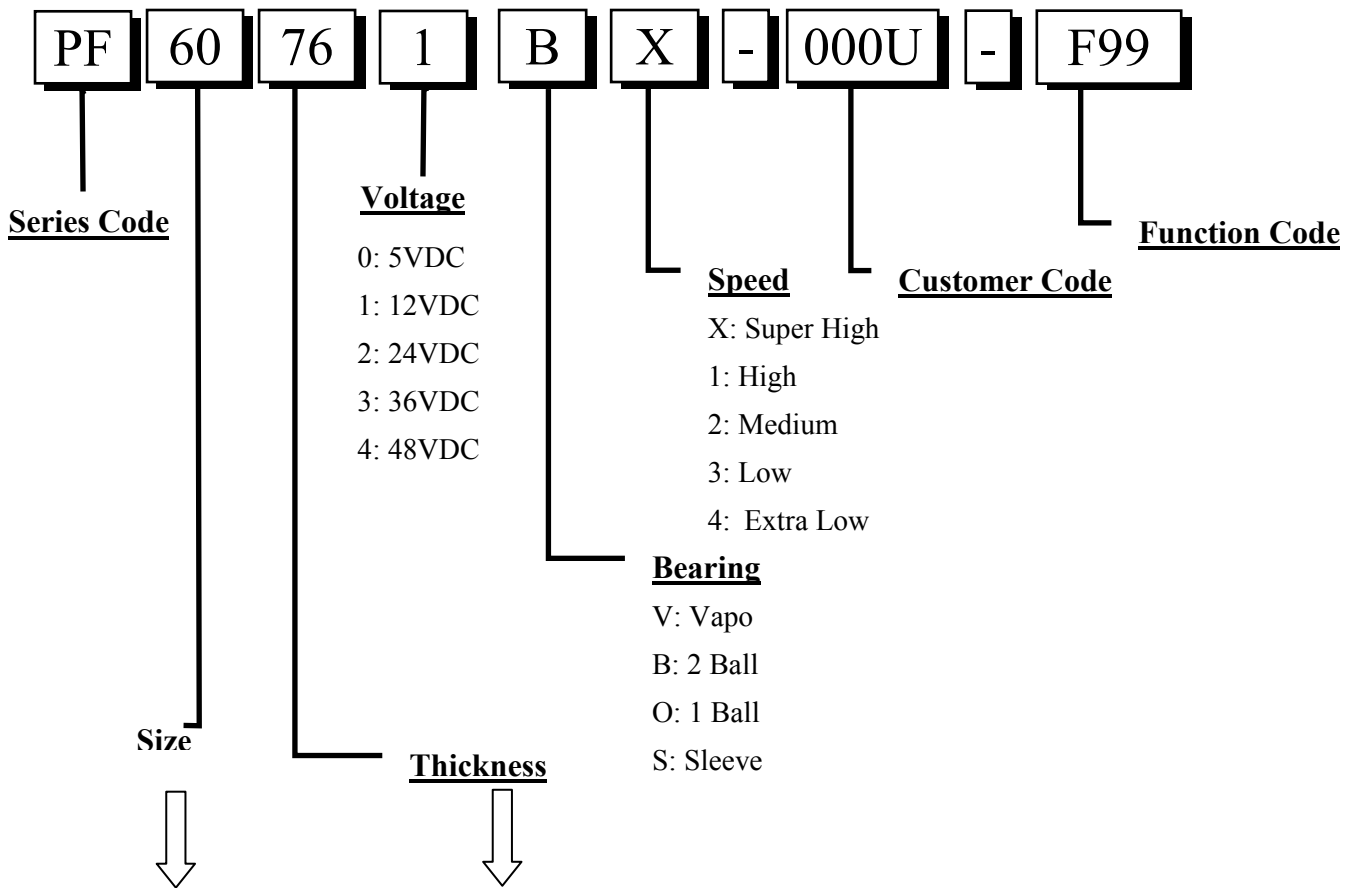 PF 60 76 1 B X - 000U - F99
Series Code
Voltage
0: 5VDC
1: 12VDC
2: 24VDC
3: 36VDC
4: 48VDC
Function Code
Speed
X: Super High
1: High
2: Medium
3: Low
4: Extra Low
Customer Code
Bearing
V: Vapo
B: 2 Ball
O: 1 Ball
S: Sleeve
Size
Thickness